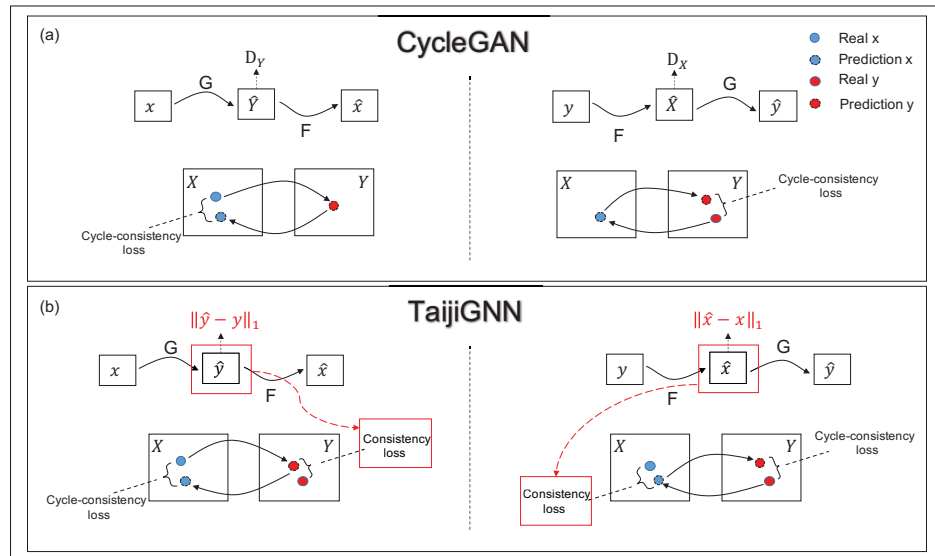 (a)
CycleGAN
Real x
Prediction x
Real y
Prediction y
D_Y
x
G
Ŷ
F
x̂
D_X
y
F
X̂
G
ŷ
X
Y
Cycle-consistency
loss
X
Y
Cycle-consistency
loss
(b)
TaijiGNN
‖ŷ − y‖₁
x
G
ŷ
F
x̂
‖x̂ − x‖₁
y
F
x̂
G
ŷ
X
Y
Consistency
loss
Cycle-consistency
loss
X
Y
Cycle-consistency
loss
Consistency
loss